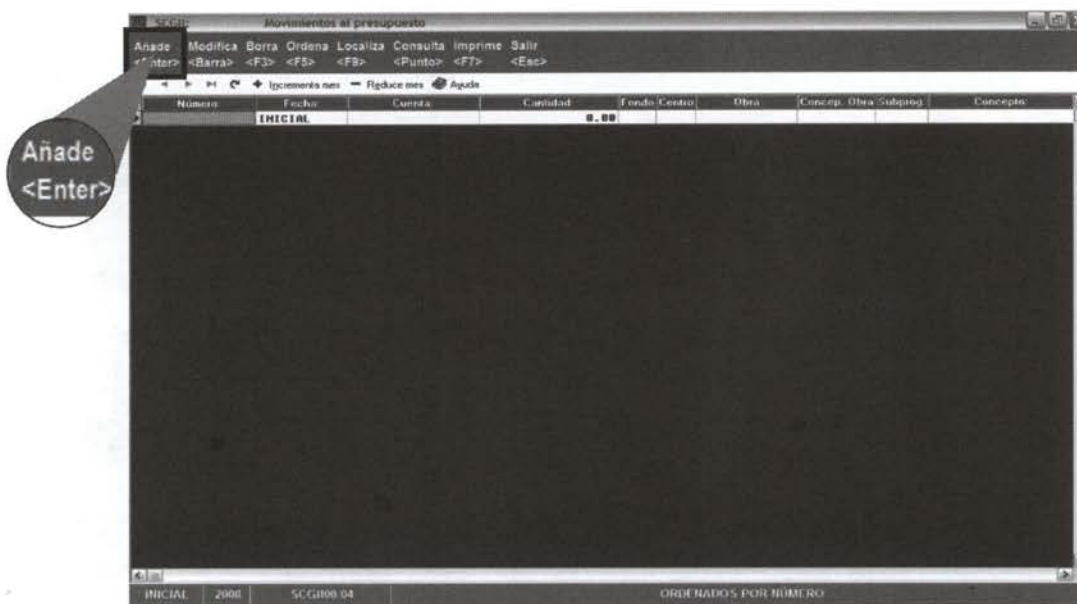 SCGII: Movimientos al presupuesto
Añade Modifica Borra Ordena Localiza Consulta Imprime Salir
<Enter> <Barra> <F3> <F5> <F9> <Punto> <F7> <Esc>
Incrementa mes Reduce mes Ayuda
Número: Fecha: Cuenta: Cantidad: Fondo Centro Obra Concep. Obra Subprog. Concepto:
INICIAL 0.00
Añade
<Enter>
INICIAL 2008 SCGII00.04 ORDENADOS POR NÚMERO